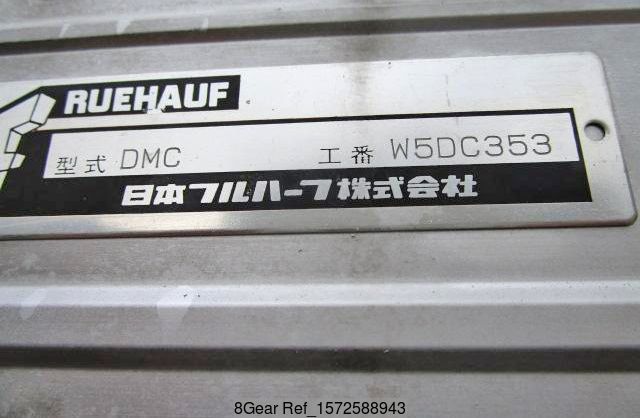 RUEHAUF
型式 DMC 工番 W5DC353
日本フルハーフ株式会社
8Gear Ref_1572588943